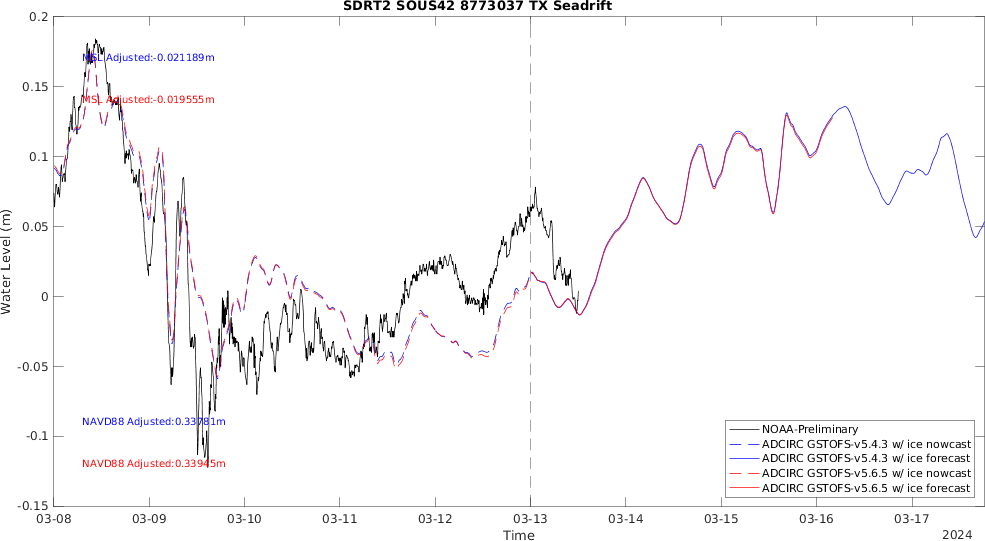 SDRT2 SOUS42 8773037 TX Seadrift
0.2
0.15
0.1
0.05
0
-0.05
-0.1
-0.15
Water Level (m)
MSL Adjusted:-0.021189m
MSL Adjusted:-0.019555m
NAVD88 Adjusted:0.33781m
NAVD88 Adjusted:0.33945m
NOAA-Preliminary
ADCIRC GSTOFS-v5.4.3 w/ ice nowcast
ADCIRC GSTOFS-v5.4.3 w/ ice forecast
ADCIRC GSTOFS-v5.6.5 w/ ice nowcast
ADCIRC GSTOFS-v5.6.5 w/ ice forecast
03-08 03-09 03-10 03-11 03-12 03-13 03-14 03-15 03-16 03-17
Time
2024